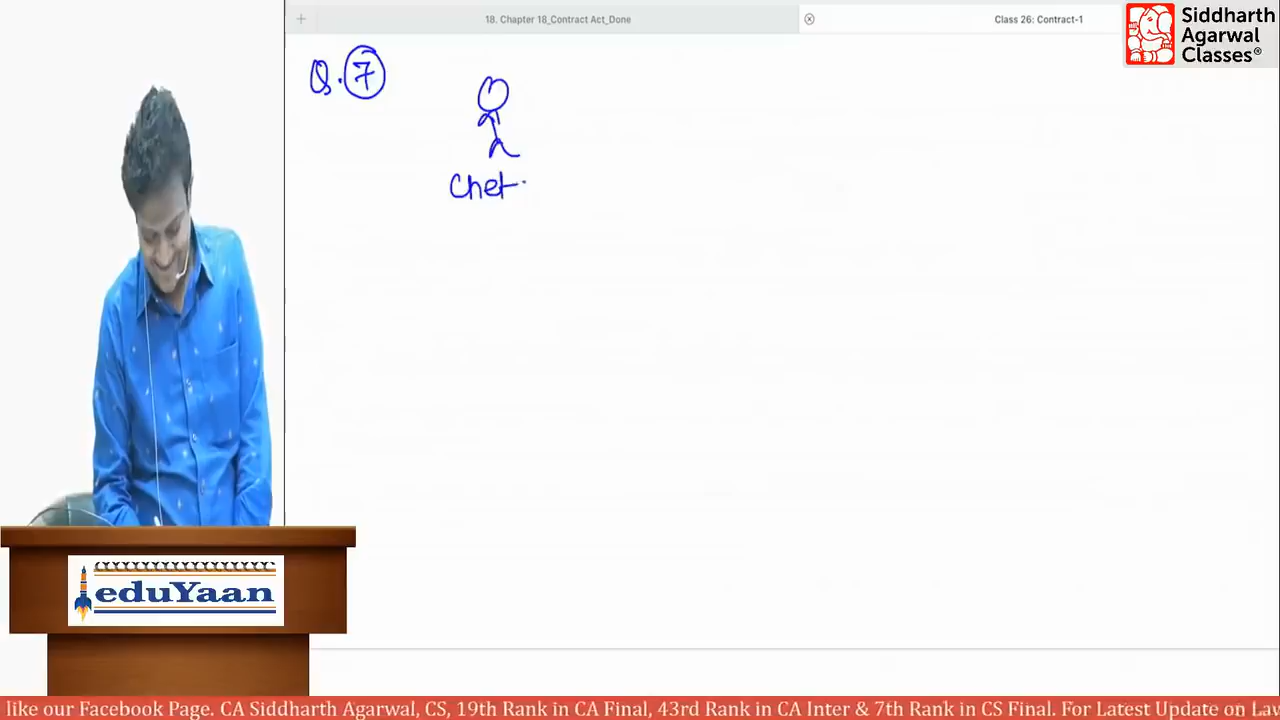 18. Chapter 18_Contract Act_Done
Class 26: Contract-1
Siddharth
Agarwal
Classes®
Q. 7
Chet
eduYaan
like our Facebook Page. CA Siddharth Agarwal, CS, 19th Rank in CA Final, 43rd Rank in CA Inter & 7th Rank in CS Final. For Latest Update on Law